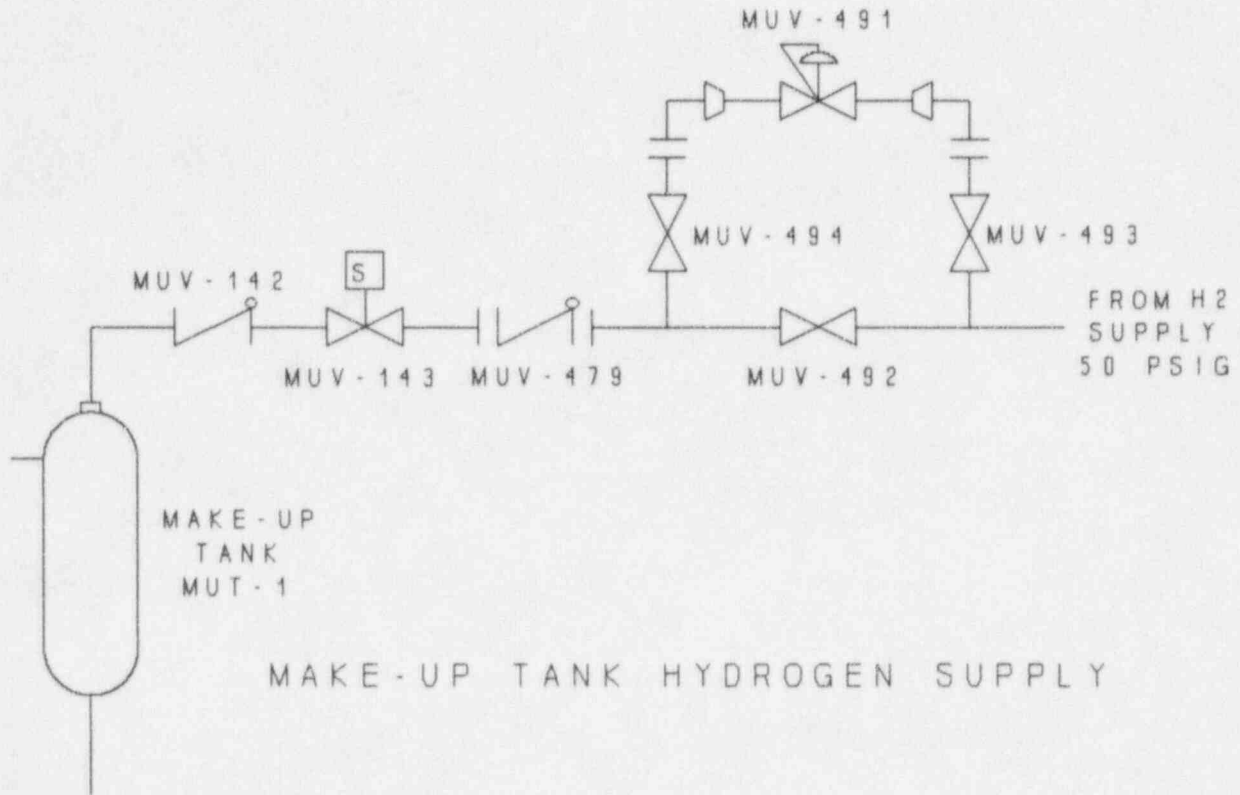 MUV-491
MUV-494
MUV-493
MUV-142
S
FROM H2
SUPPLY
50 PSIG
MUV-143
MUV-479
MUV-492
MAKE-UP
TANK
MUT-1
MAKE-UP TANK HYDROGEN SUPPLY